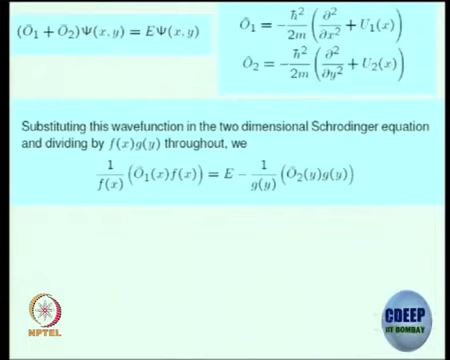 (Ô₁ + Ô₂)Ψ(x, y) = EΨ(x, y)
Ô₁ = −ℏ²/2m (∂²/∂x² + U₁(x))
Ô₂ = −ℏ²/2m (∂²/∂y² + U₂(x))
Substituting this wavefunction in the two dimensional Schrodinger equation
and dividing by f(x)g(y) throughout, we
1/f(x) (Ô₁(x)f(x)) = E − 1/g(y) (Ô₂(y)g(y))
NPTEL
CDEEP
IIT BOMBAY